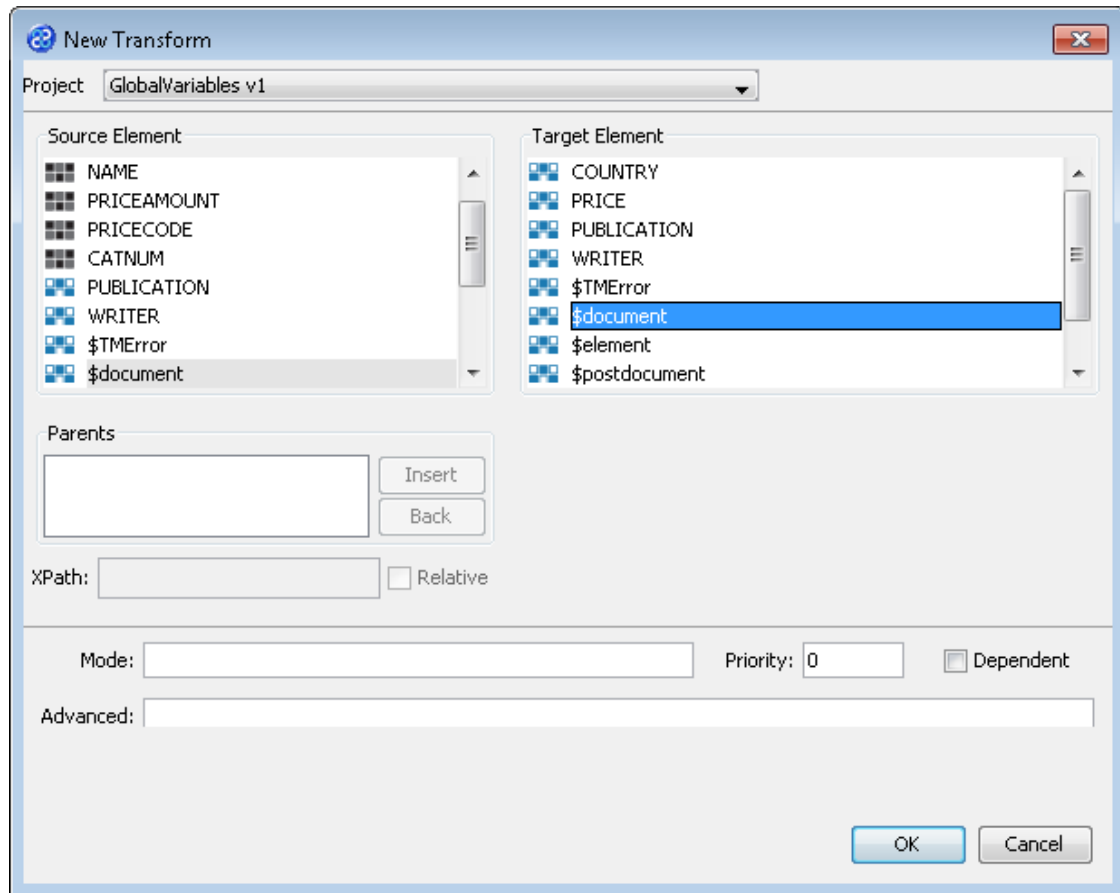 New Transform
Project GlobalVariables v1
Source Element
NAME
PRICEAMOUNT
PRICECODE
CATNUM
PUBLICATION
WRITER
$TMError
$document
Target Element
COUNTRY
PRICE
PUBLICATION
WRITER
$TMError
$document
$element
$postdocument
Parents
Insert
Back
XPath: Relative
Mode: Priority: 0 Dependent
Advanced:
OK Cancel